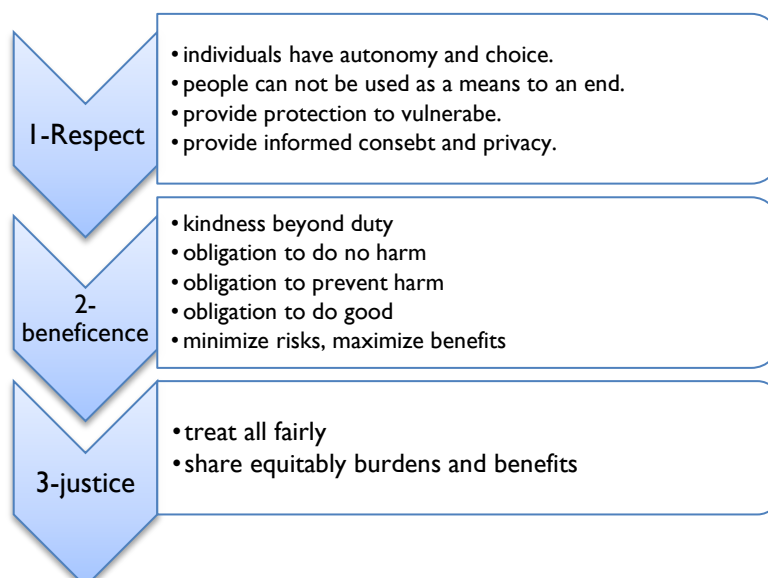 1-Respect
• individuals have autonomy and choice.
• people can not be used as a means to an end.
• provide protection to vulnerabe.
• provide informed consebt and privacy.
2-
beneficence
• kindness beyond duty
• obligation to do no harm
• obligation to prevent harm
• obligation to do good
• minimize risks, maximize benefits
3-justice
• treat all fairly
• share equitably burdens and benefits